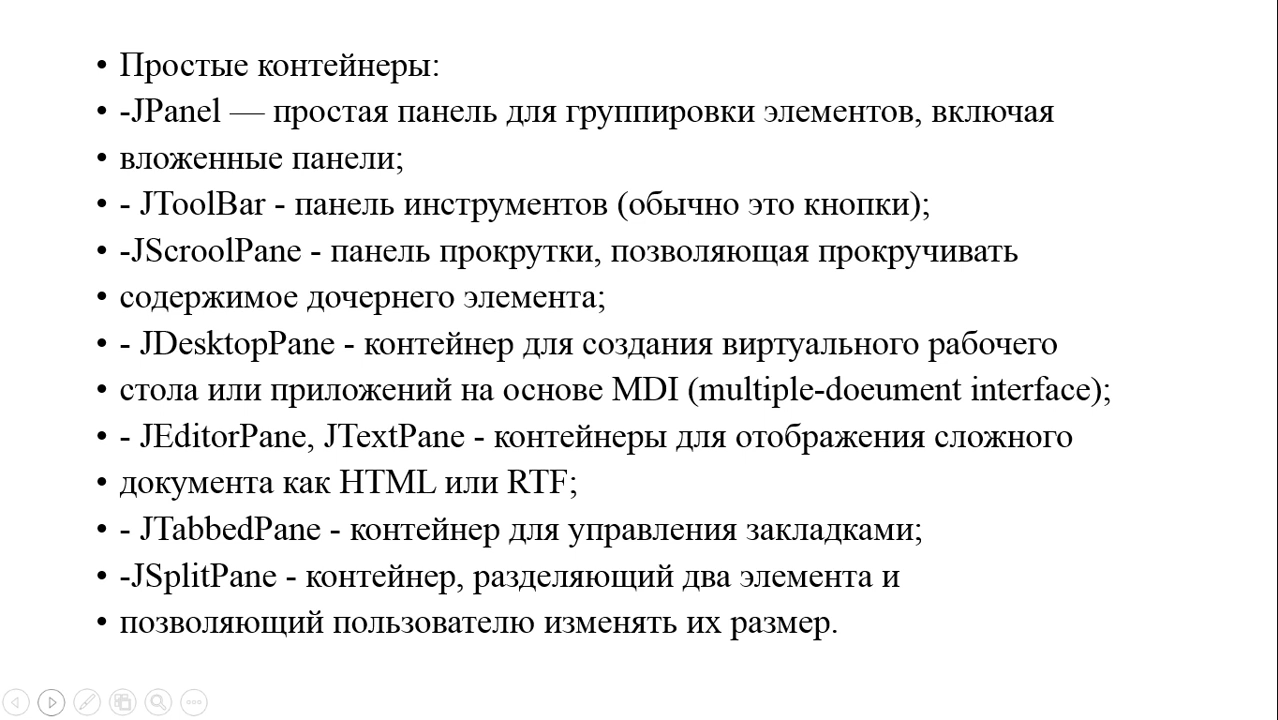 • Простые контейнеры:
• -JPanel — простая панель для группировки элементов, включая
• вложенные панели;
• - JToolBar - панель инструментов (обычно это кнопки);
• -JScroolPane - панель прокрутки, позволяющая прокручивать
• содержимое дочернего элемента;
• - JDesktopPane - контейнер для создания виртуального рабочего
• стола или приложений на основе MDI (multiple-doeument interface);
• - JEditorPane, JTextPane - контейнеры для отображения сложного
• документа как HTML или RTF;
• - JTabbedPane - контейнер для управления закладками;
• -JSplitPane - контейнер, разделяющий два элемента и
• позволяющий пользователю изменять их размер.